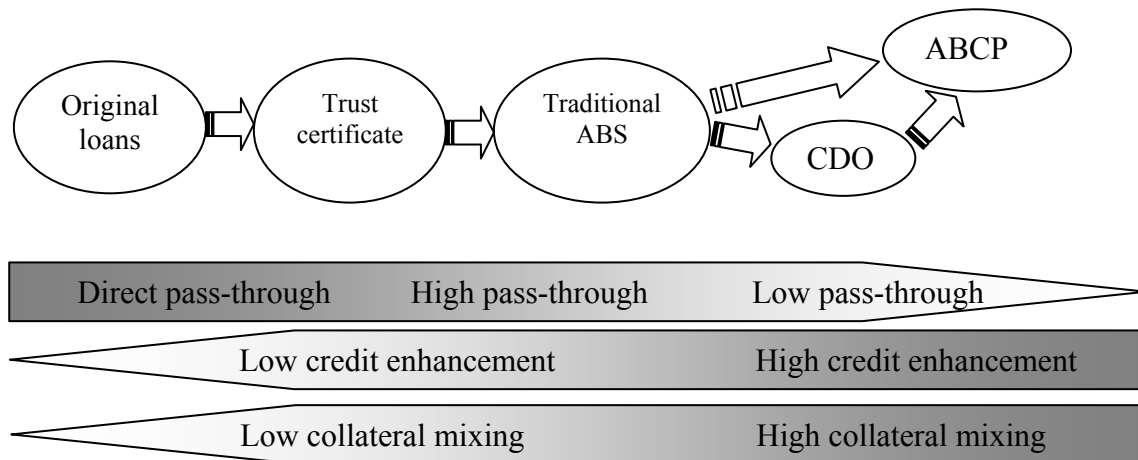 Original
loans
Trust
certificate
Traditional
ABS
ABCP
CDO
Direct pass-through High pass-through Low pass-through
Low credit enhancement High credit enhancement
Low collateral mixing High collateral mixing